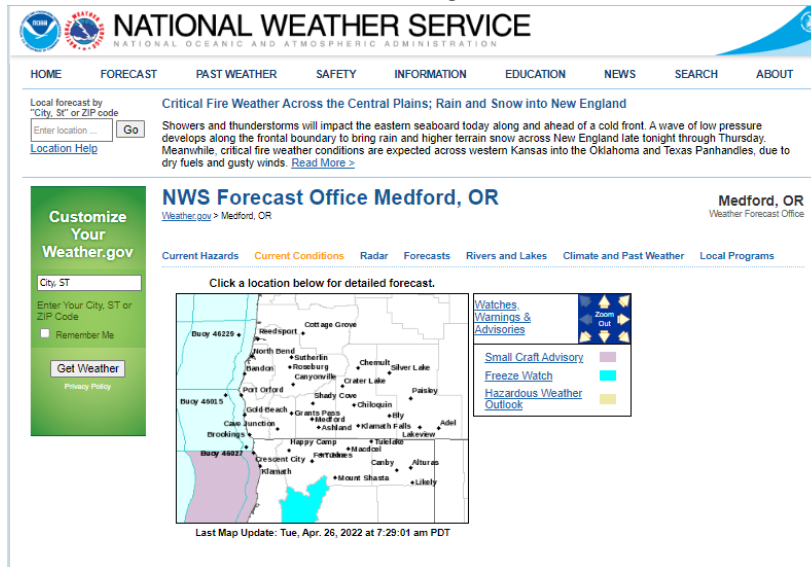 NOAA
NATIONAL WEATHER SERVICE
NATIONAL OCEANIC AND ATMOSPHERIC ADMINISTRATION
HOME FORECAST PAST WEATHER SAFETY INFORMATION EDUCATION NEWS SEARCH ABOUT
Local forecast by
"City, St" or ZIP code
Enter location ... Go
Location Help
Critical Fire Weather Across the Central Plains; Rain and Snow into New England
Showers and thunderstorms will impact the eastern seaboard today along and ahead of a cold front. A wave of low pressure
develops along the frontal boundary to bring rain and higher terrain snow across New England late tonight through Thursday.
Meanwhile, critical fire weather conditions are expected across western Kansas into the Oklahoma and Texas Panhandles, due to
dry fuels and gusty winds. Read More >
Customize
Your
Weather.gov
City, ST
Enter Your City, ST or
ZIP Code
Remember Me
Get Weather
Privacy Policy
NWS Forecast Office Medford, OR
Weather.gov > Medford, OR
Medford, OR
Weather Forecast Office
Current Hazards Current Conditions Radar Forecasts Rivers and Lakes Climate and Past Weather Local Programs
Click a location below for detailed forecast.
Cottage Grove
Buoy 46229 Reedsport
North Bend
Sutherlin
Bandon Roseburg Chemult Silver Lake
Canyonville
Crater Lake
Port Orford Shady Cove Paisley
Buoy 46015 Chiloquin
Gold Beach Grants Pass Bly
Medford
Cave Junction Ashland Klamath Falls Adel
Brookings Lakeview
Happy Camp Tulelake
Buoy 46027 Macdoel
Crescent City Fort Jones Canby Alturas
Klamath
Mount Shasta Likely
Last Map Update: Tue, Apr. 26, 2022 at 7:29:01 am PDT
Watches,
Warnings &
Advisories
Zoom
Out
Small Craft Advisory
Freeze Watch
Hazardous Weather
Outlook